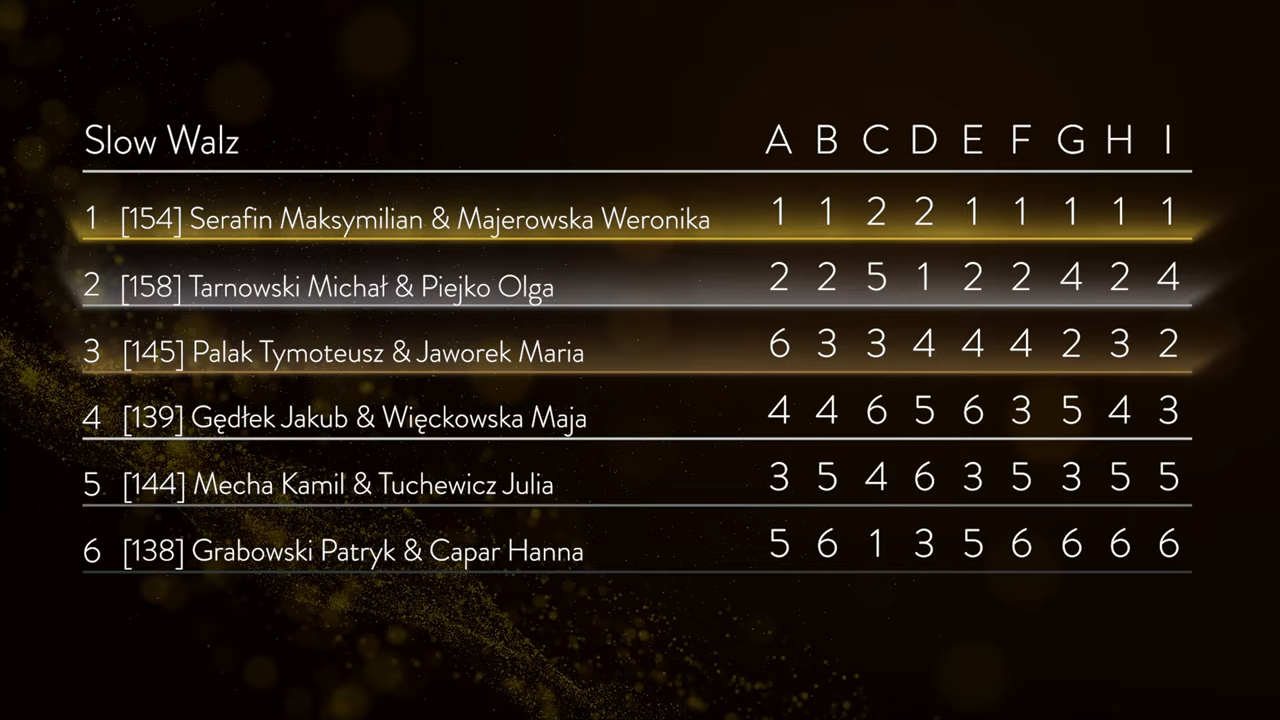 Slow Walz A B C D E F G H I
1 [154] Serafin Maksymilian & Majerowska Weronika 1 1 2 2 1 1 1 1 1
2 [158] Tarnowski Michał & Piejko Olga 2 2 5 1 2 2 4 2 4
3 [145] Palak Tymoteusz & Jaworek Maria 6 3 3 4 4 4 2 3 2
4 [139] Gędłek Jakub & Więckowska Maja 4 4 6 5 6 3 5 4 3
5 [144] Mecha Kamil & Tuchewicz Julia 3 5 4 6 3 5 3 5 5
6 [138] Grabowski Patryk & Capar Hanna 5 6 1 3 5 6 6 6 6